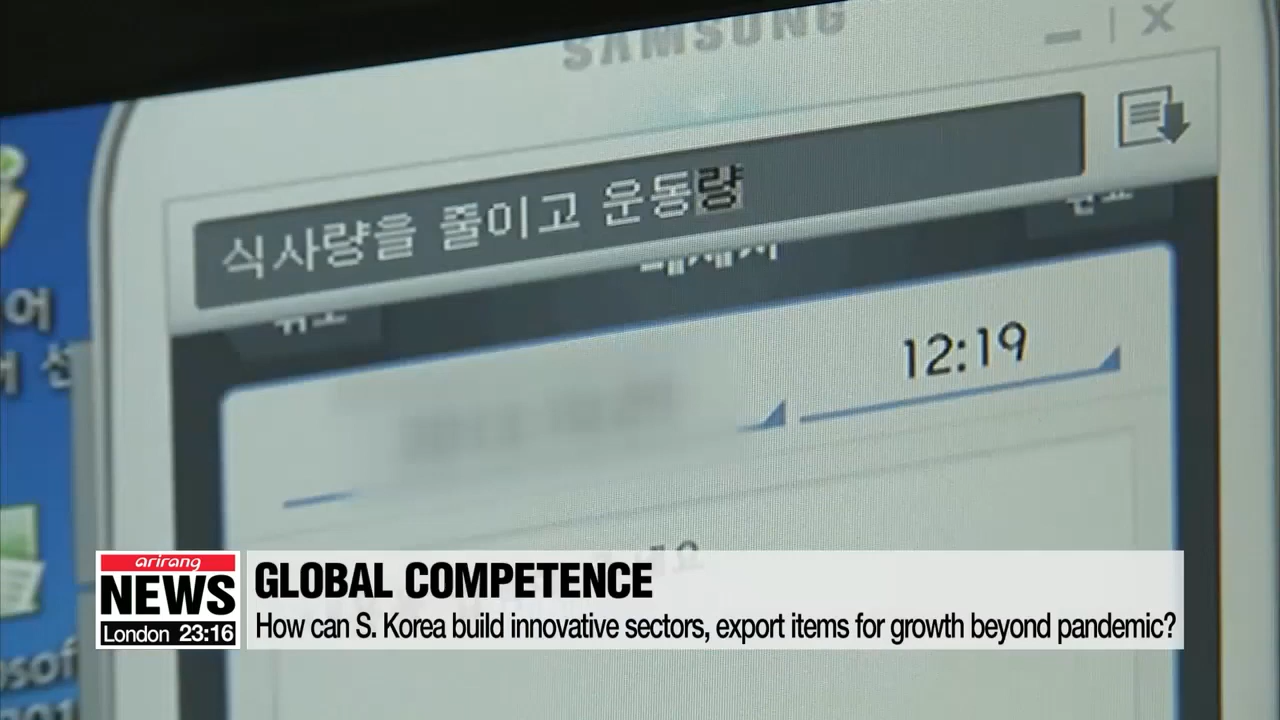 SAMSUNG
식사량을 줄이고 운동량
12:19
arirang
NEWS
London 23:16
GLOBAL COMPETENCE
How can S. Korea build innovative sectors, export items for growth beyond pandemic?